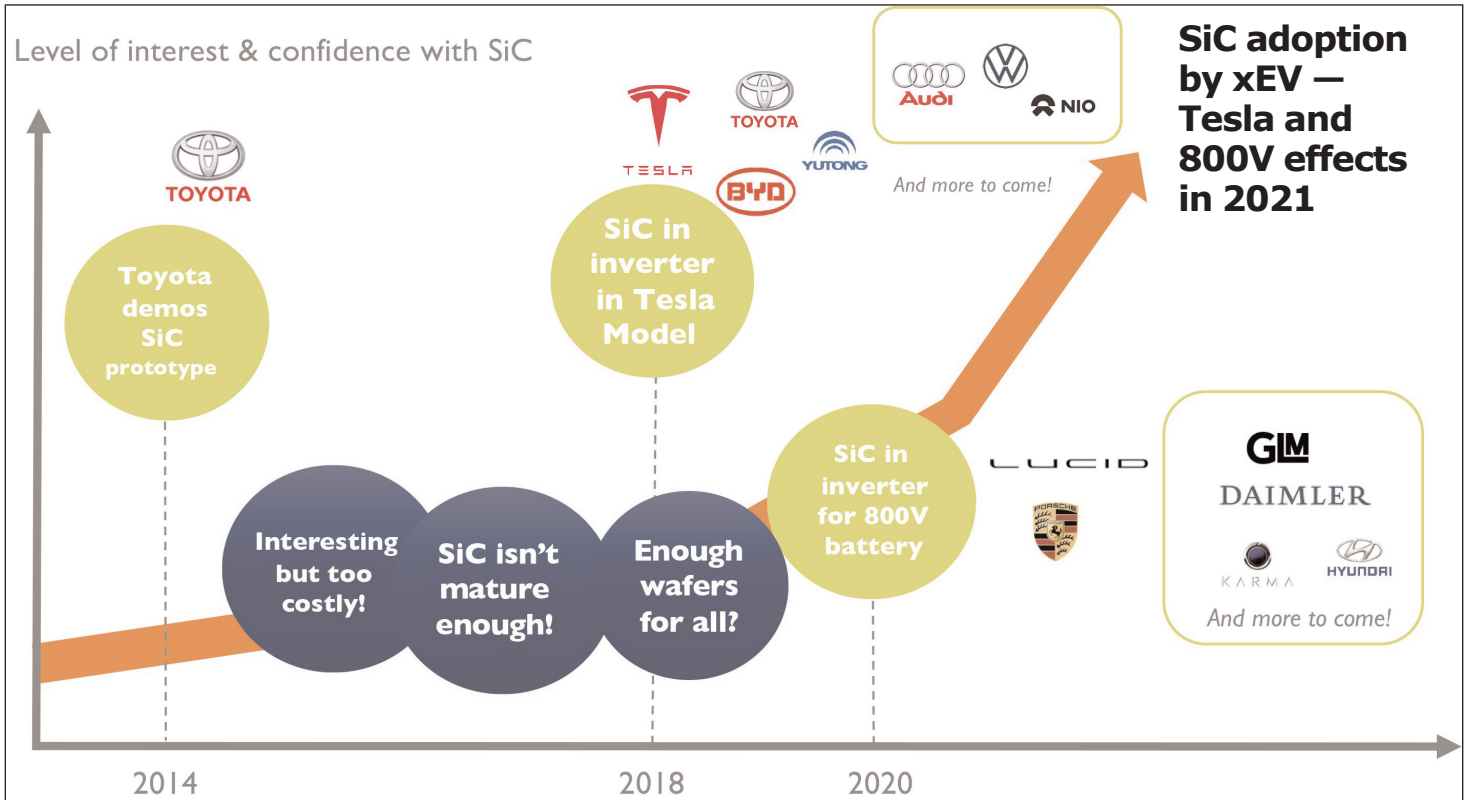 Level of interest & confidence with SiC
SiC adoption
by xEV —
Tesla and
800V effects
in 2021
TOYOTA
Toyota
demos
SiC
prototype
TESLA
TOYOTA
YUTONG
BYD
SiC in
inverter
in Tesla
Model
Audi
NIO
And more to come!
Interesting
but too
costly!
SiC isn’t
mature
enough!
Enough
wafers
for all?
SiC in
inverter
for 800V
battery
LUCID
PORSCHE
GLM
DAIMLER
KARMA
HYUNDAI
And more to come!
2014
2018
2020